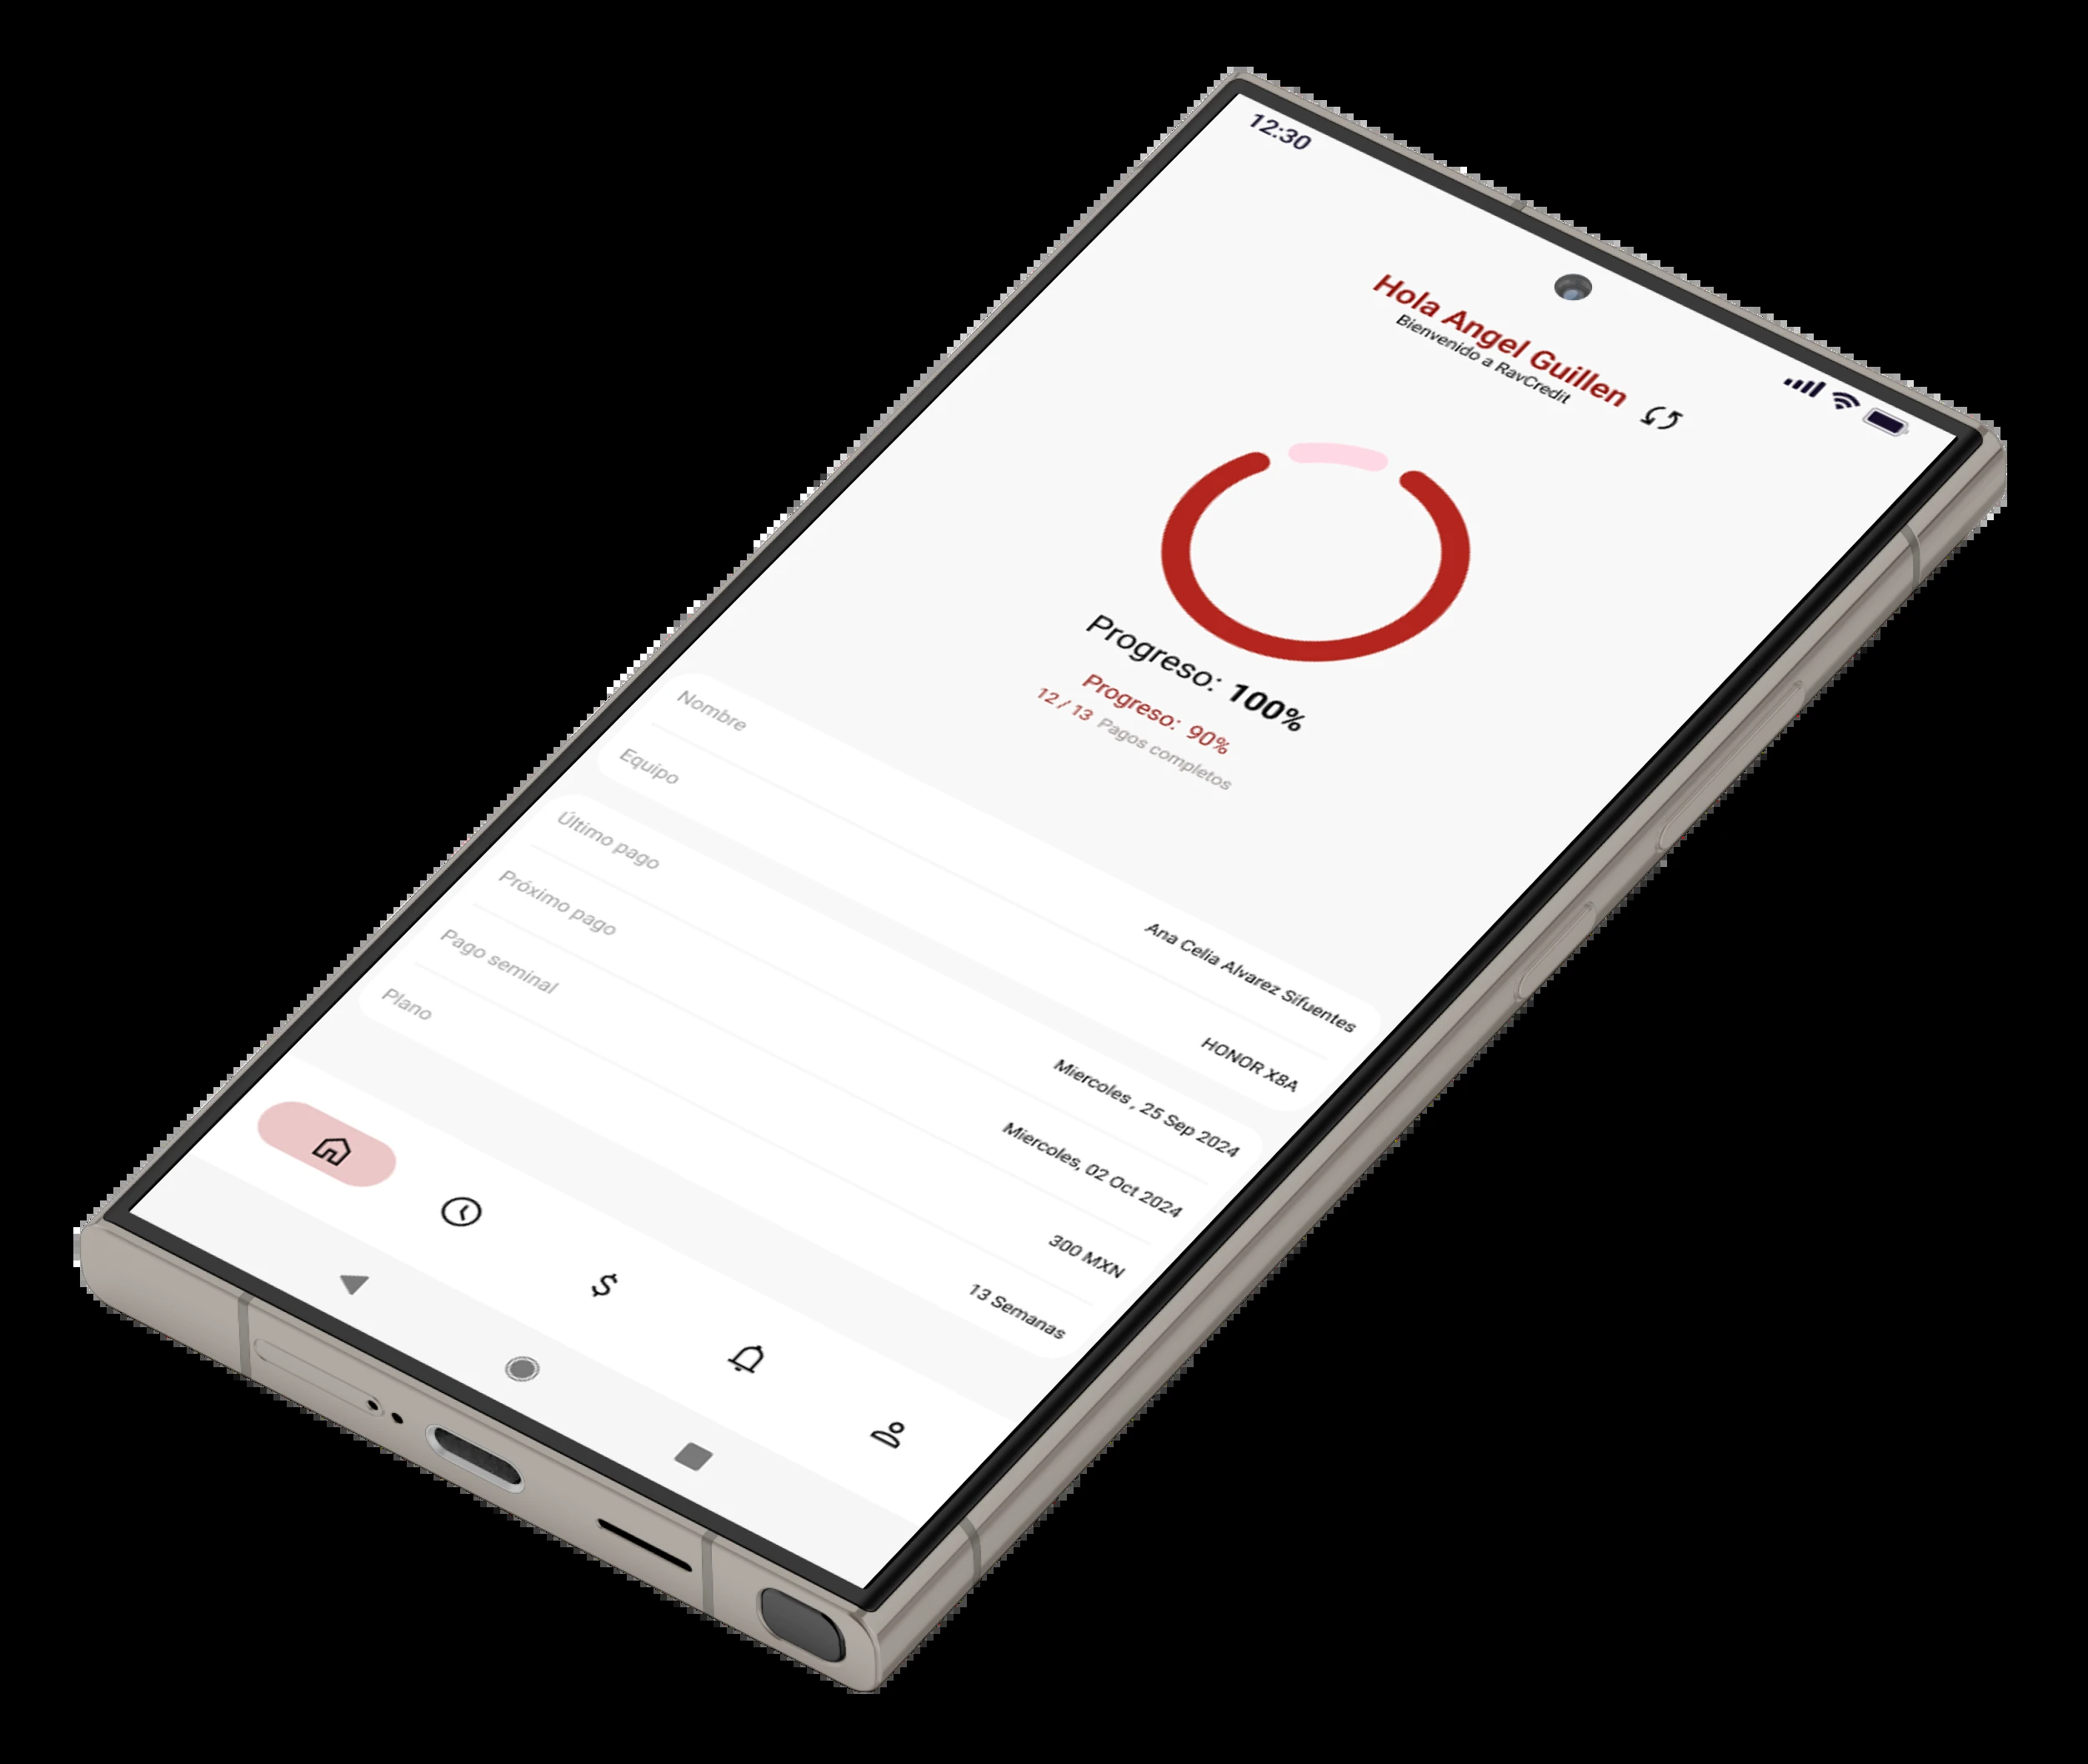 12:30
Hola Angel Guillen
Bienvenido a RavCredit
Progreso: 100%
Progreso: 90%
12 / 13 Pagos completos
Nombre Ana Celia Alvarez Sifuentes
Equipo HONOR X8A
Último pago Miercoles , 25 Sep 2024
Próximo pago Miercoles, 02 Oct 2024
Pago seminal 300 MXN
Plano 13 Semanas
$